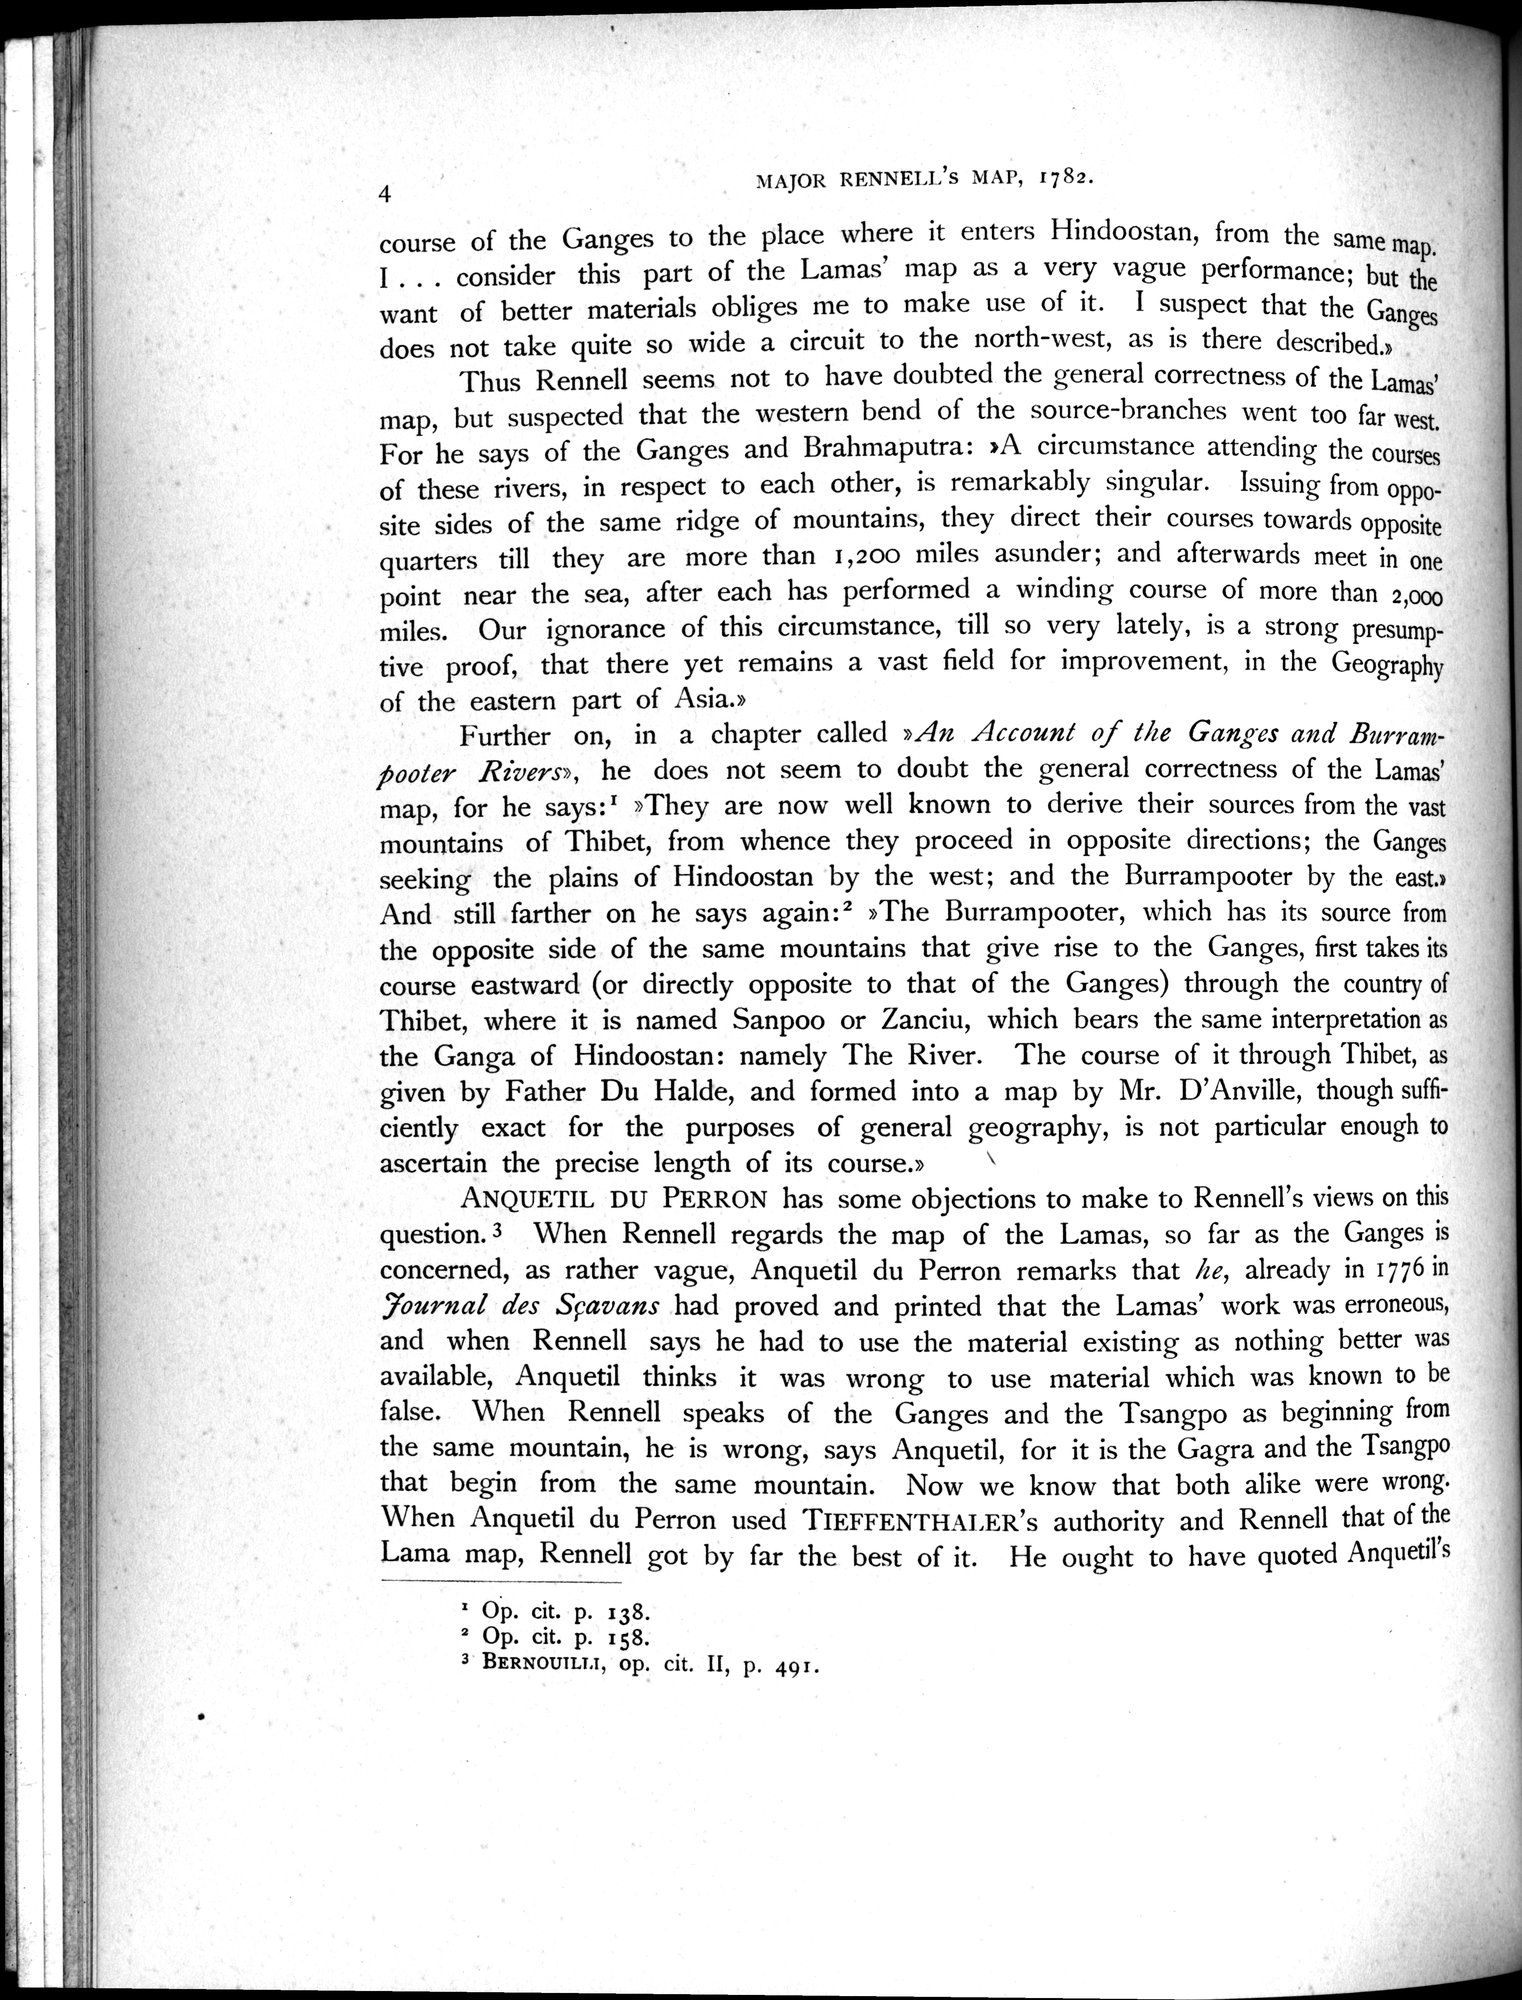 4
MAJOR RENNELL'S MAP, 1782.
course of the Ganges to the place where it enters Hindoostan, from the same map.
I . . . consider this part of the Lamas' map as a very vague performance; but the
want of better materials obliges me to make use of it. I suspect that the Ganges
does not take quite so wide a circuit to the north-west, as is there described.»
Thus Rennell seems not to have doubted the general correctness of the Lamas'
map, but suspected that the western bend of the source-branches went too far west.
For he says of the Ganges and Brahmaputra: »A circumstance attending the courses
of these rivers, in respect to each other, is remarkably singular. Issuing from oppo-
site sides of the same ridge of mountains, they direct their courses towards opposite
quarters till they are more than 1,200 miles asunder; and afterwards meet in one
point near the sea, after each has performed a winding course of more than 2,000
miles. Our ignorance of this circumstance, till so very lately, is a strong presump-
tive proof, that there yet remains a vast field for improvement, in the Geography
of the eastern part of Asia.»
Further on, in a chapter called »An Account of the Ganges and Burram-
pooter Rivers», he does not seem to doubt the general correctness of the Lamas'
map, for he says:¹ »They are now well known to derive their sources from the vast
mountains of Thibet, from whence they proceed in opposite directions; the Ganges
seeking the plains of Hindoostan by the west; and the Burrampooter by the east.»
And still farther on he says again:² »The Burrampooter, which has its source from
the opposite side of the same mountains that give rise to the Ganges, first takes its
course eastward (or directly opposite to that of the Ganges) through the country of
Thibet, where it is named Sanpoo or Zanciu, which bears the same interpretation as
the Ganga of Hindoostan: namely The River. The course of it through Thibet, as
given by Father Du Halde, and formed into a map by Mr. D'Anville, though suffi-
ciently exact for the purposes of general geography, is not particular enough to
ascertain the precise length of its course.»
ANQUETIL DU PERRON has some objections to make to Rennell's views on this
question.³ When Rennell regards the map of the Lamas, so far as the Ganges is
concerned, as rather vague, Anquetil du Perron remarks that he, already in 1776 in
Journal des Sçavans had proved and printed that the Lamas' work was erroneous,
and when Rennell says he had to use the material existing as nothing better was
available, Anquetil thinks it was wrong to use material which was known to be
false. When Rennell speaks of the Ganges and the Tsangpo as beginning from
the same mountain, he is wrong, says Anquetil, for it is the Gagra and the Tsangpo
that begin from the same mountain. Now we know that both alike were wrong.
When Anquetil du Perron used TIEFFENTHALER's authority and Rennell that of the
Lama map, Rennell got by far the best of it. He ought to have quoted Anquetil's
¹ Op. cit. p. 138.
² Op. cit. p. 158.
³ BERNOUILLI, op. cit. II, p. 491.